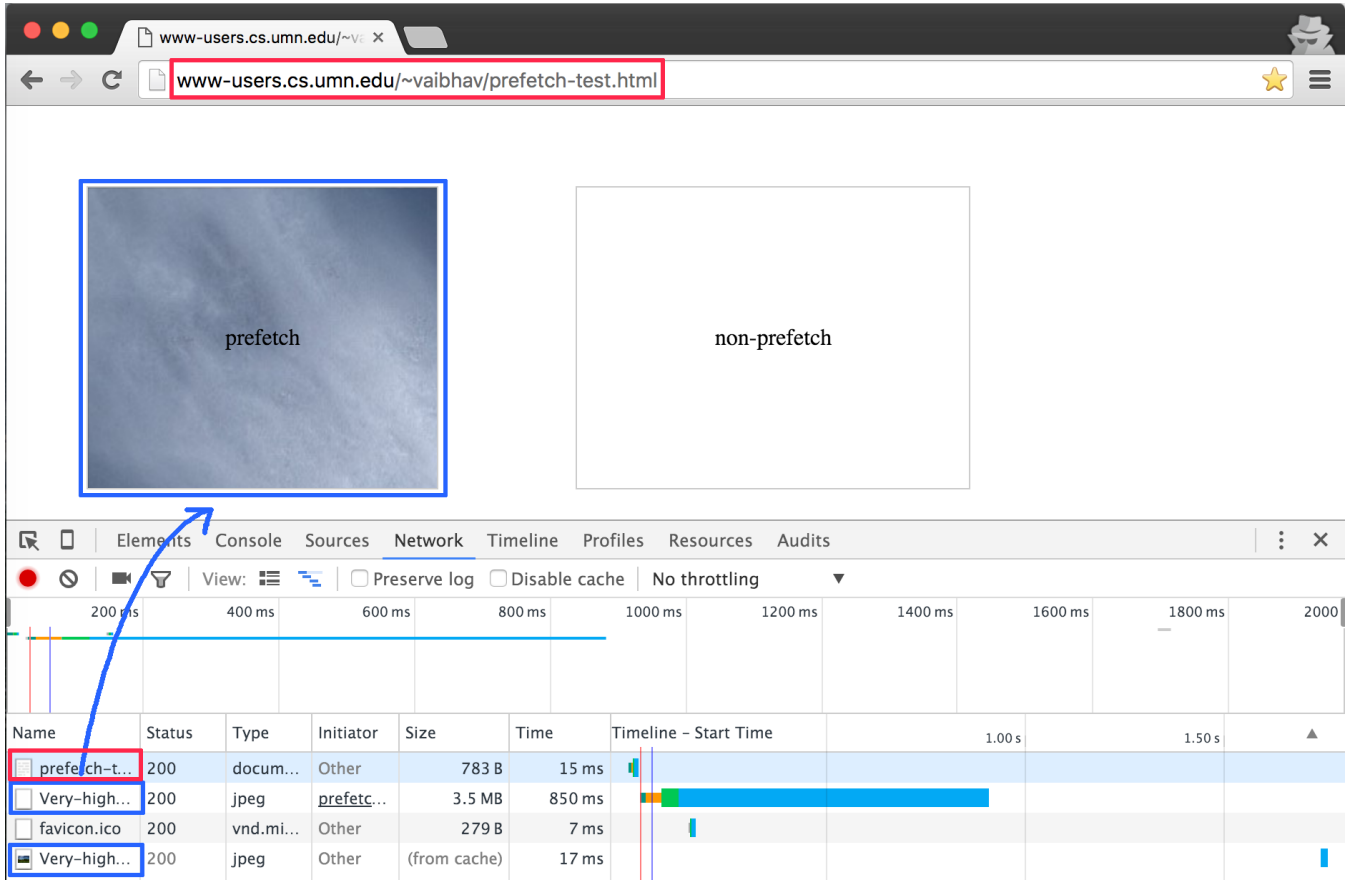 www-users.cs.umn.edu/~va
www-users.cs.umn.edu/~vaibhav/prefetch-test.html
prefetch
non-prefetch
Elements Console Sources Network Timeline Profiles Resources Audits
View: Preserve log Disable cache No throttling
200 ms 400 ms 600 ms 800 ms 1000 ms 1200 ms 1400 ms 1600 ms 1800 ms 2000
Name Status Type Initiator Size Time Timeline – Start Time 1.00 s 1.50 s
prefetch-t... 200 docum... Other 783 B 15 ms
Very-high... 200 jpeg prefetc... 3.5 MB 850 ms
favicon.ico 200 vnd.mi... Other 279 B 7 ms
Very-high... 200 jpeg Other (from cache) 17 ms